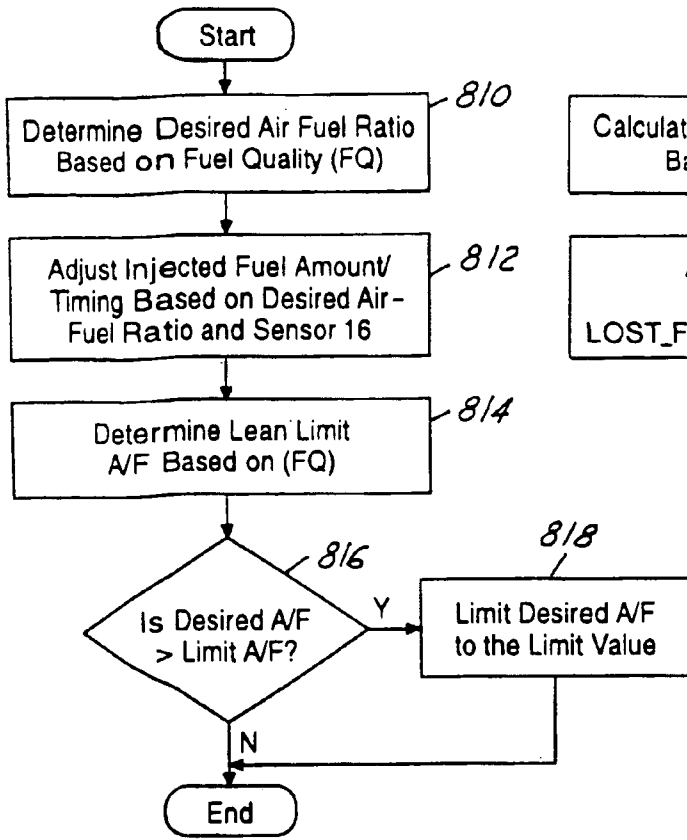 Start
810
Determine Desired Air Fuel Ratio
Based on Fuel Quality (FQ)
812
Adjust Injected Fuel Amount/
Timing Based on Desired Air-
Fuel Ratio and Sensor 16
814
Determine Lean Limit
A/F Based on (FQ)
816
Is Desired A/F
> Limit A/F?
Y
N
818
Limit Desired A/F
to the Limit Value
End
Calculat
Ba
LOST_F